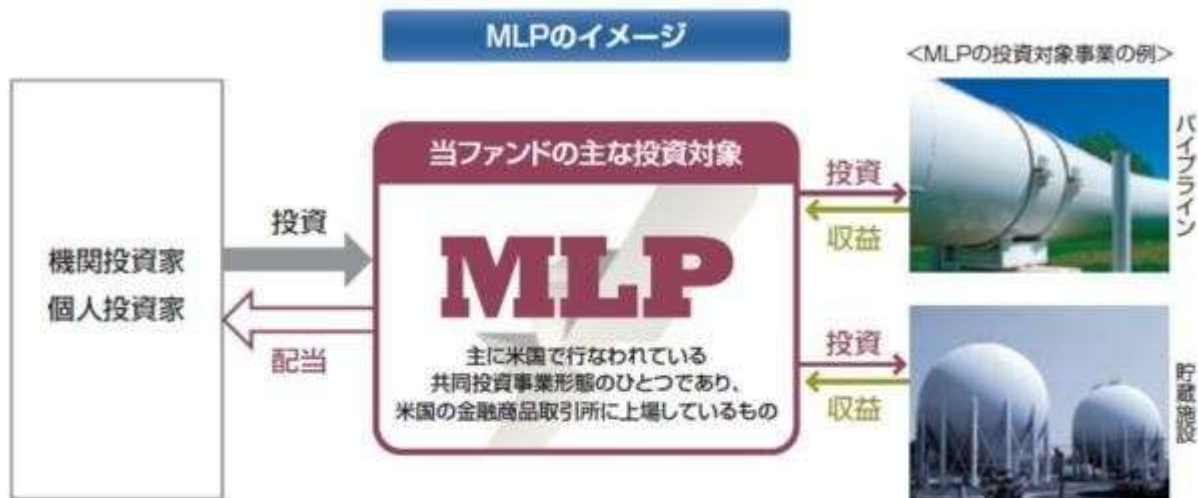 MLPのイメージ
機関投資家
個人投資家
投資
配当
当ファンドの主な投資対象
MLP
主に米国で行なわれている
共同投資事業形態のひとつであり、
米国の金融商品取引所に上場しているもの
投資
収益
投資
収益
<MLPの投資対象事業の例>
パイプライン
貯蔵施設